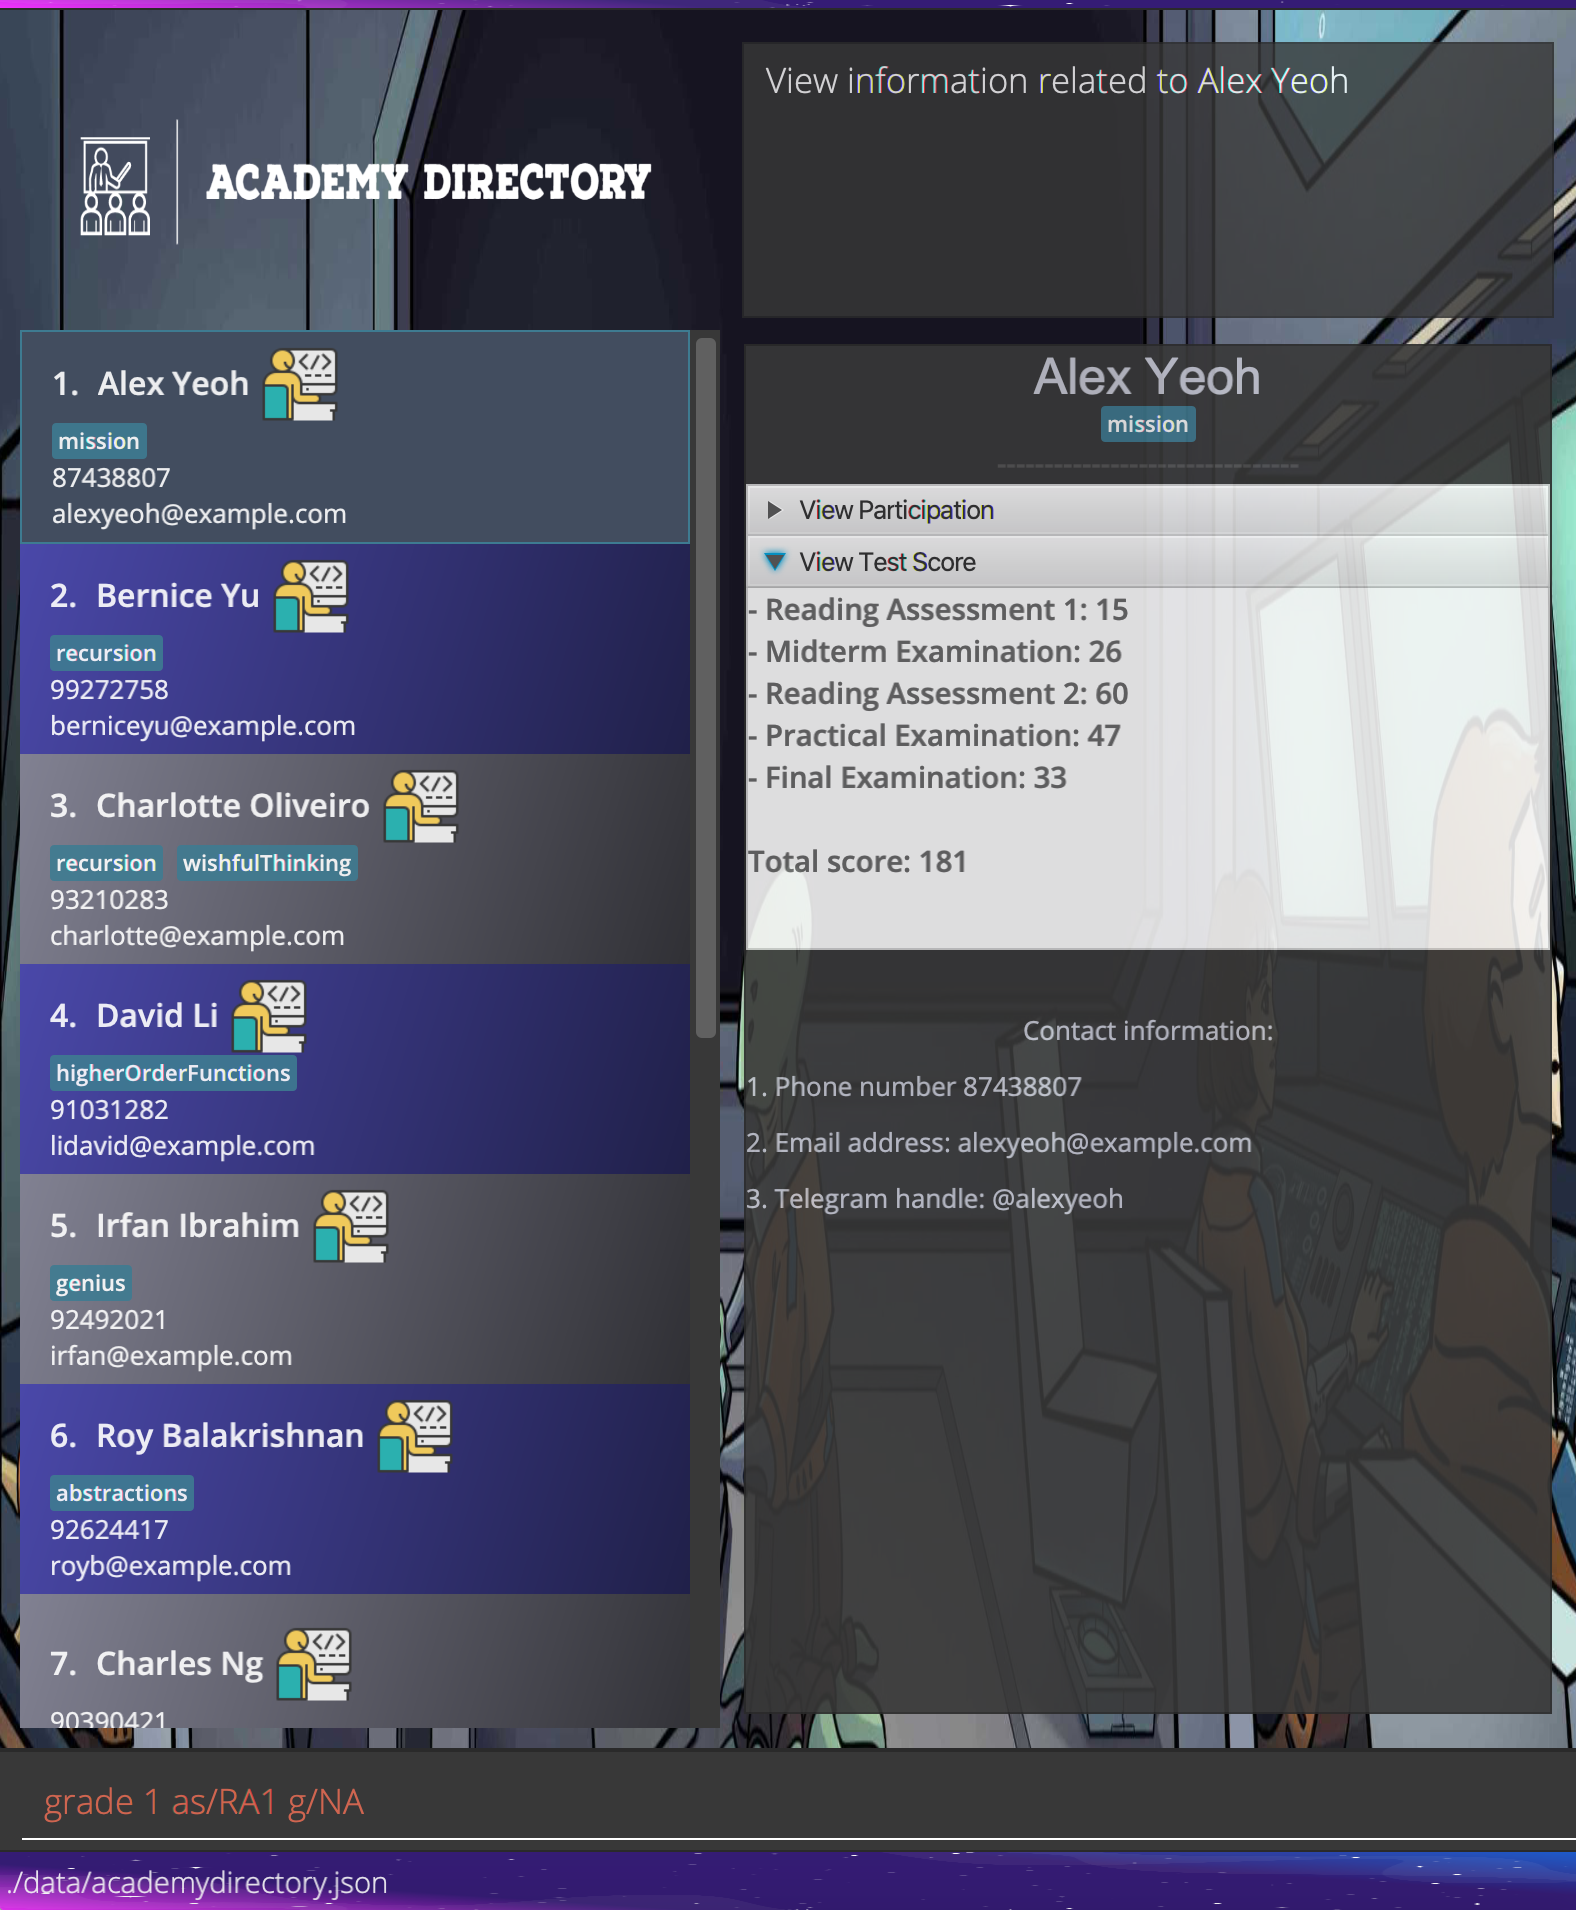 ACADEMY DIRECTORY
View information related to Alex Yeoh
1. Alex Yeoh
mission
87438807
alexyeoh@example.com
2. Bernice Yu
recursion
99272758
berniceyu@example.com
3. Charlotte Oliveiro
recursion wishfulThinking
93210283
charlotte@example.com
4. David Li
higherOrderFunctions
91031282
lidavid@example.com
5. Irfan Ibrahim
genius
92492021
irfan@example.com
6. Roy Balakrishnan
abstractions
92624417
royb@example.com
7. Charles Ng
90390421
Alex Yeoh
mission
------------------------------
View Participation
View Test Score
- Reading Assessment 1: 15
- Midterm Examination: 26
- Reading Assessment 2: 60
- Practical Examination: 47
- Final Examination: 33
Total score: 181
Contact information:
1. Phone number 87438807
2. Email address: alexyeoh@example.com
3. Telegram handle: @alexyeoh
grade 1 as/RA1 g/NA
./data/academydirectory.json